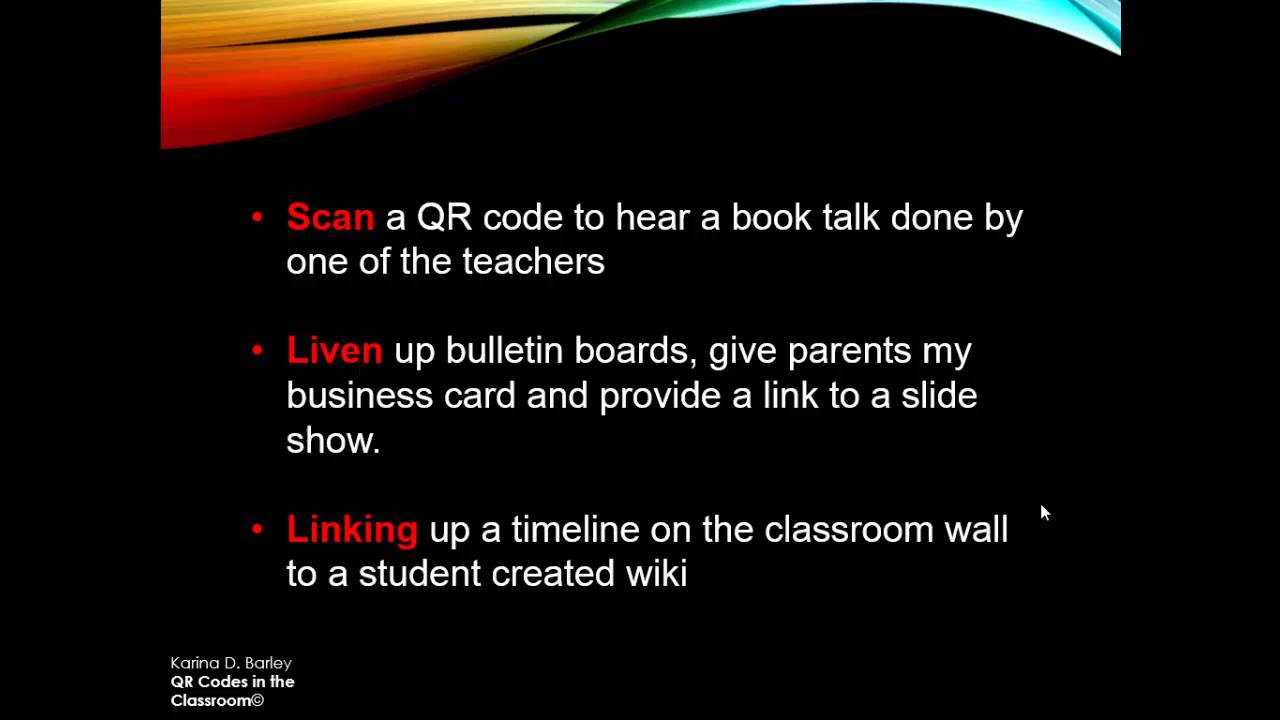 • Scan a QR code to hear a book talk done by
one of the teachers
• Liven up bulletin boards, give parents my
business card and provide a link to a slide
show.
• Linking up a timeline on the classroom wall
to a student created wiki
Karina D. Barley
QR Codes in the
Classroom©